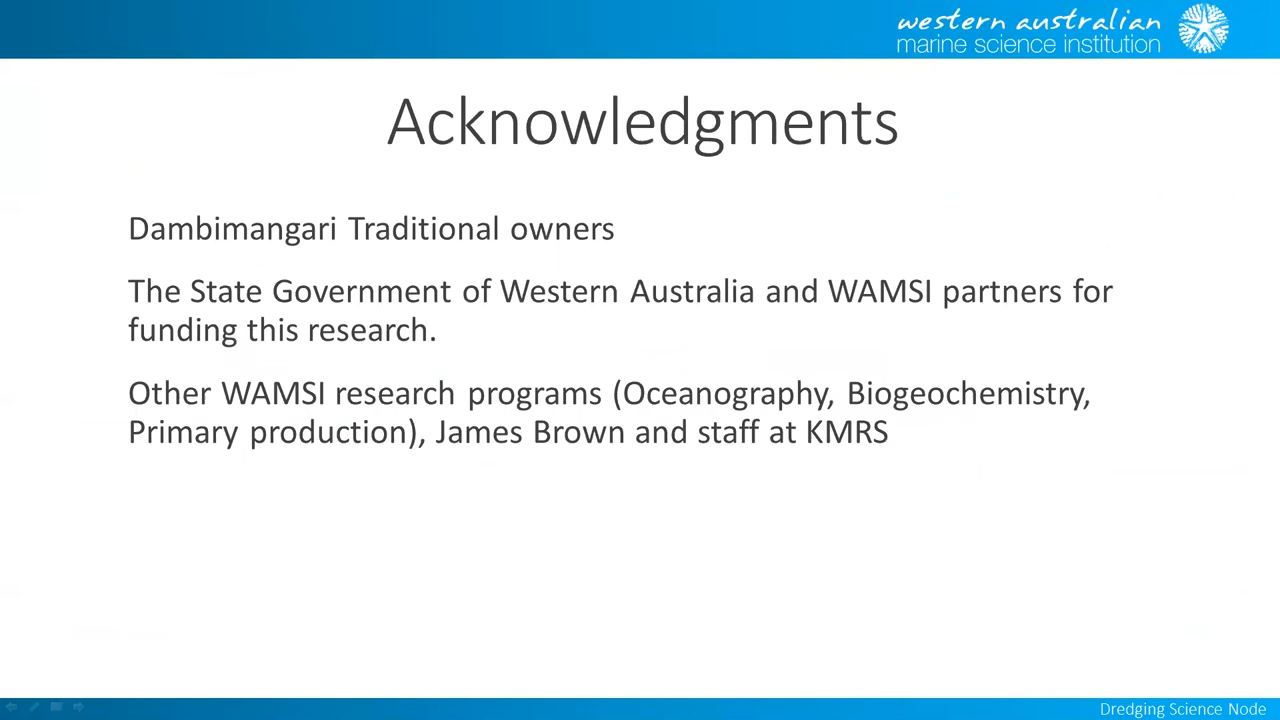 western australian
marine science institution
Acknowledgments
Dambimangari Traditional owners
The State Government of Western Australia and WAMSI partners for
funding this research.
Other WAMSI research programs (Oceanography, Biogeochemistry,
Primary production), James Brown and staff at KMRS
Dredging Science Node